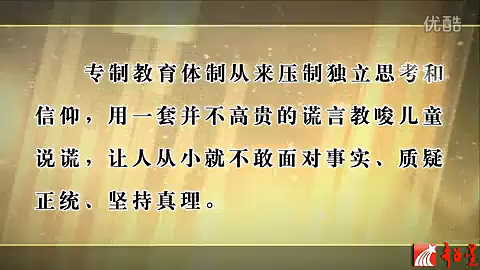 优酷
专制教育体制从来压制独立思考和
信仰，用一套并不高贵的谎言教唆儿童
说谎，让人从小就不敢面对事实、质疑
正统、坚持真理。